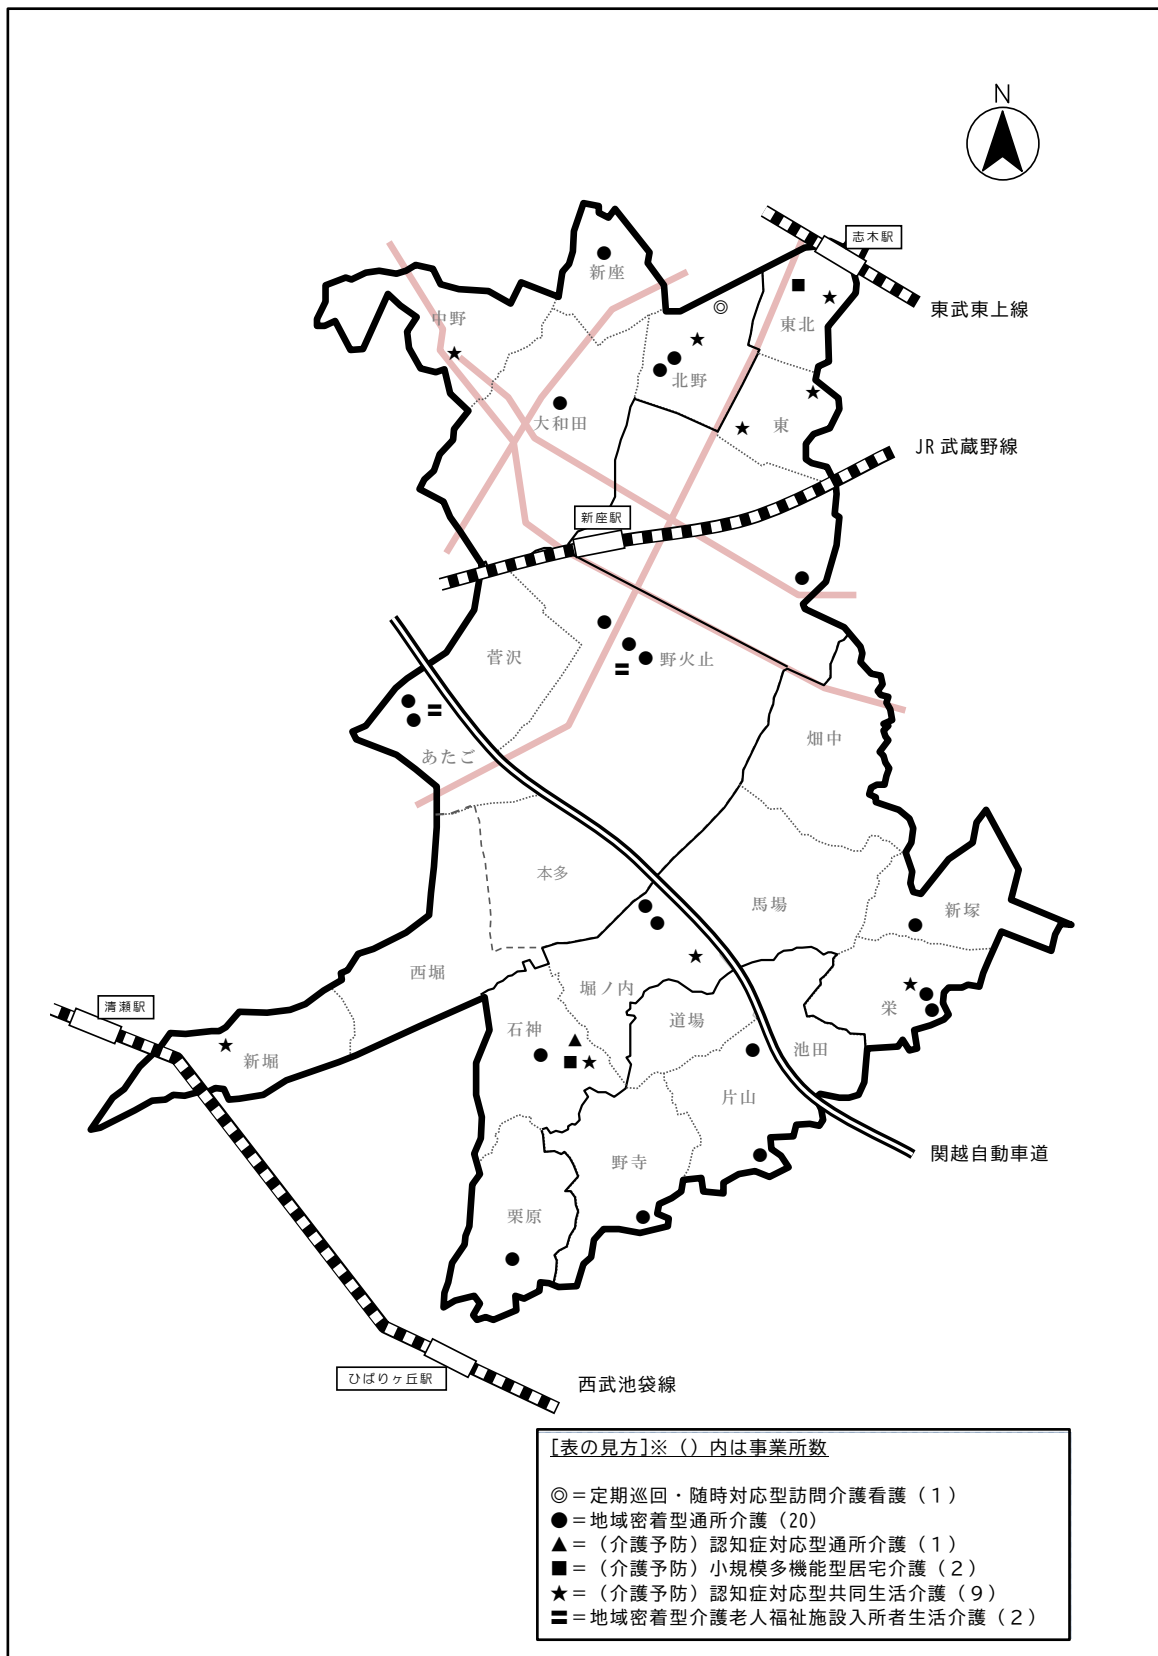 N
志木駅
東武東上線
新座
中野
東北
北野
大和田
東
JR 武蔵野線
新座駅
菅沢
野火止
畑中
あたご
本多
馬場
新塚
西堀
堀ノ内
清瀬駅
石神
道場
栄
新堀
池田
片山
関越自動車道
野寺
栗原
ひばりヶ丘駅
西武池袋線
[表の見方]※（）内は事業所数
◎＝定期巡回・随時対応型訪問介護看護（１）
●＝地域密着型通所介護（20）
▲＝（介護予防）認知症対応型通所介護（１）
■＝（介護予防）小規模多機能型居宅介護（２）
★＝（介護予防）認知症対応型共同生活介護（９）
〓＝地域密着型介護老人福祉施設入所者生活介護（２）